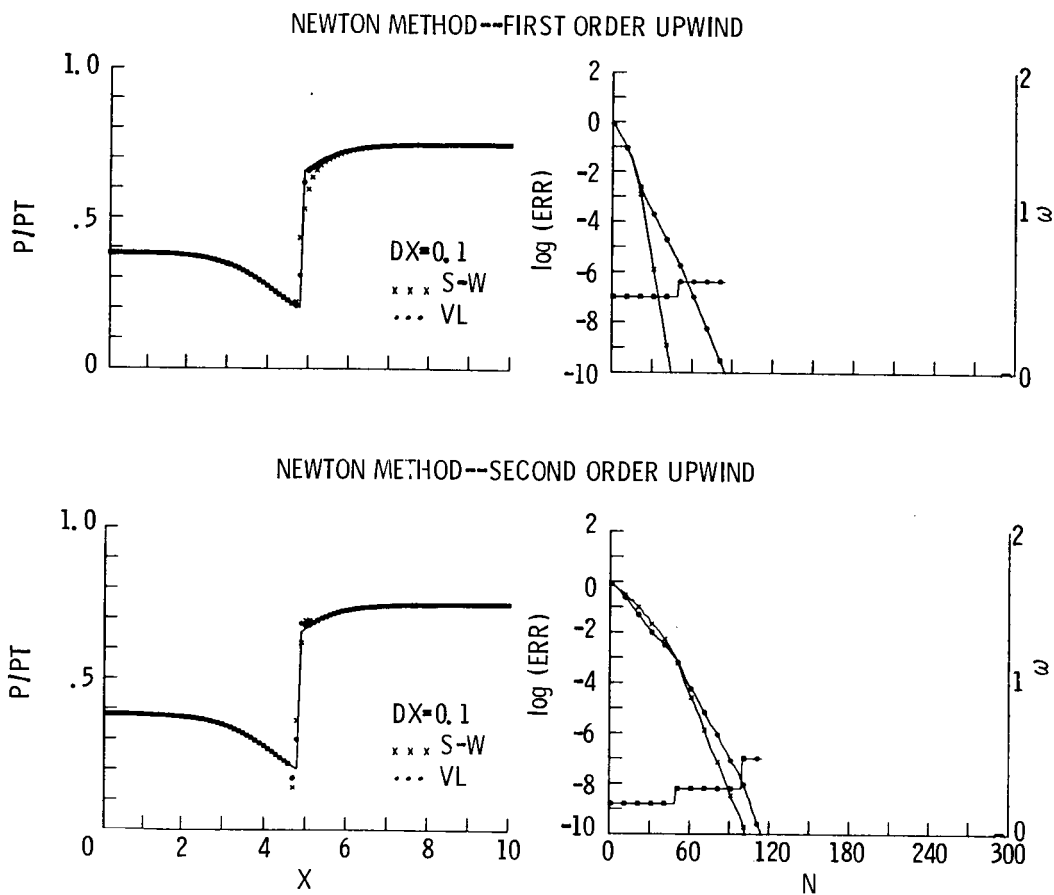 NEWTON METHOD--FIRST ORDER UPWIND
1.0
.5
0
P/PT
DX=0.1
x x x S-W
• • • VL
2
0
-2
-4
-6
-8
-10
log (ERR)
2
1
0
ω
NEWTON METHOD--SECOND ORDER UPWIND
1.0
.5
0
P/PT
DX=0.1
x x x S-W
• • • VL
0 2 4 6 8 10
X
2
0
-2
-4
-6
-8
-10
log (ERR)
2
1
0
ω
0 60 120 180 240 300
N